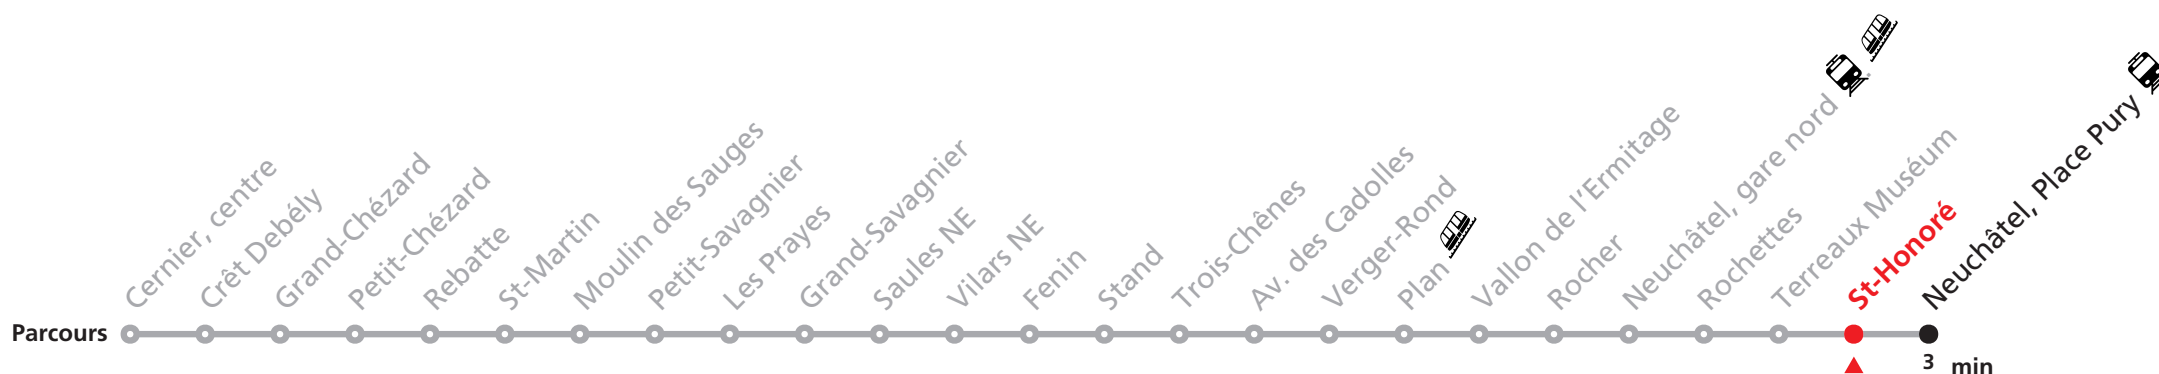 Parcours
Cernier, centre
Crêt Debély
Grand-Chézard
Petit-Chézard
Rebatte
St-Martin
Moulin des Sauges
Petit-Savagnier
Les Prayes
Grand-Savagnier
Saules NE
Vilars NE
Fenin
Stand
Trois-Chênes
Av. des Cadolles
Verger-Rond
Plan
Vallon de l'Ermitage
Rocher
Neuchâtel, gare nord
Rochettes
Terreaux Muséum
St-Honoré
Neuchâtel, Place Pury
3 min